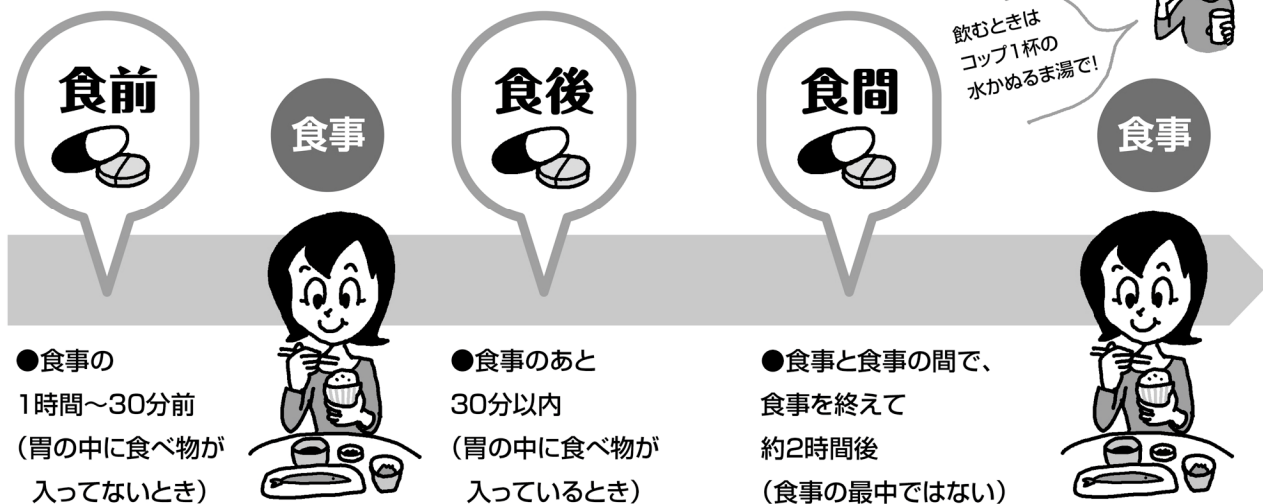 飲むときは
コップ1杯の
水かぬるま湯で!
食前
食事
食後
食間
食事
●食事の
1時間～30分前
(胃の中に食べ物が
入ってないとき)
●食事のあと
30分以内
(胃の中に食べ物が
入っているとき)
●食事と食事の間で、
食事を終えて
約2時間後
(食事の最中ではない)